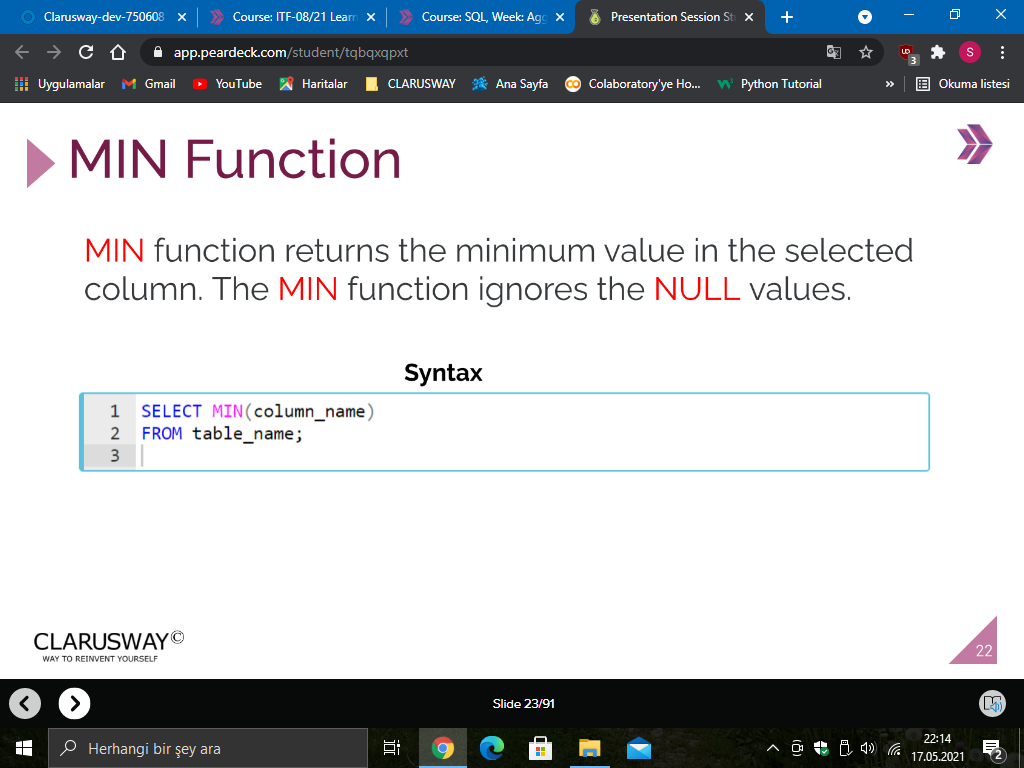 Clarusway-dev-750608
Course: ITF-08/21 Learn
Course: SQL, Week: Agg
Presentation Session St
app.peardeck.com/student/tqbqxqpxt
UD
3
S
Uygulamalar
Gmail
YouTube
Haritalar
CLARUSWAY
Ana Sayfa
Colaboratory'ye Ho...
Python Tutorial
»
Okuma listesi
MIN Function
MIN function returns the minimum value in the selected
column. The MIN function ignores the NULL values.
Syntax
1 SELECT MIN(column_name)
2 FROM table_name;
3
CLARUSWAY©
WAY TO REINVENT YOURSELF
22
Slide 23/91
Herhangi bir şey ara
22:14
17.05.2021
2